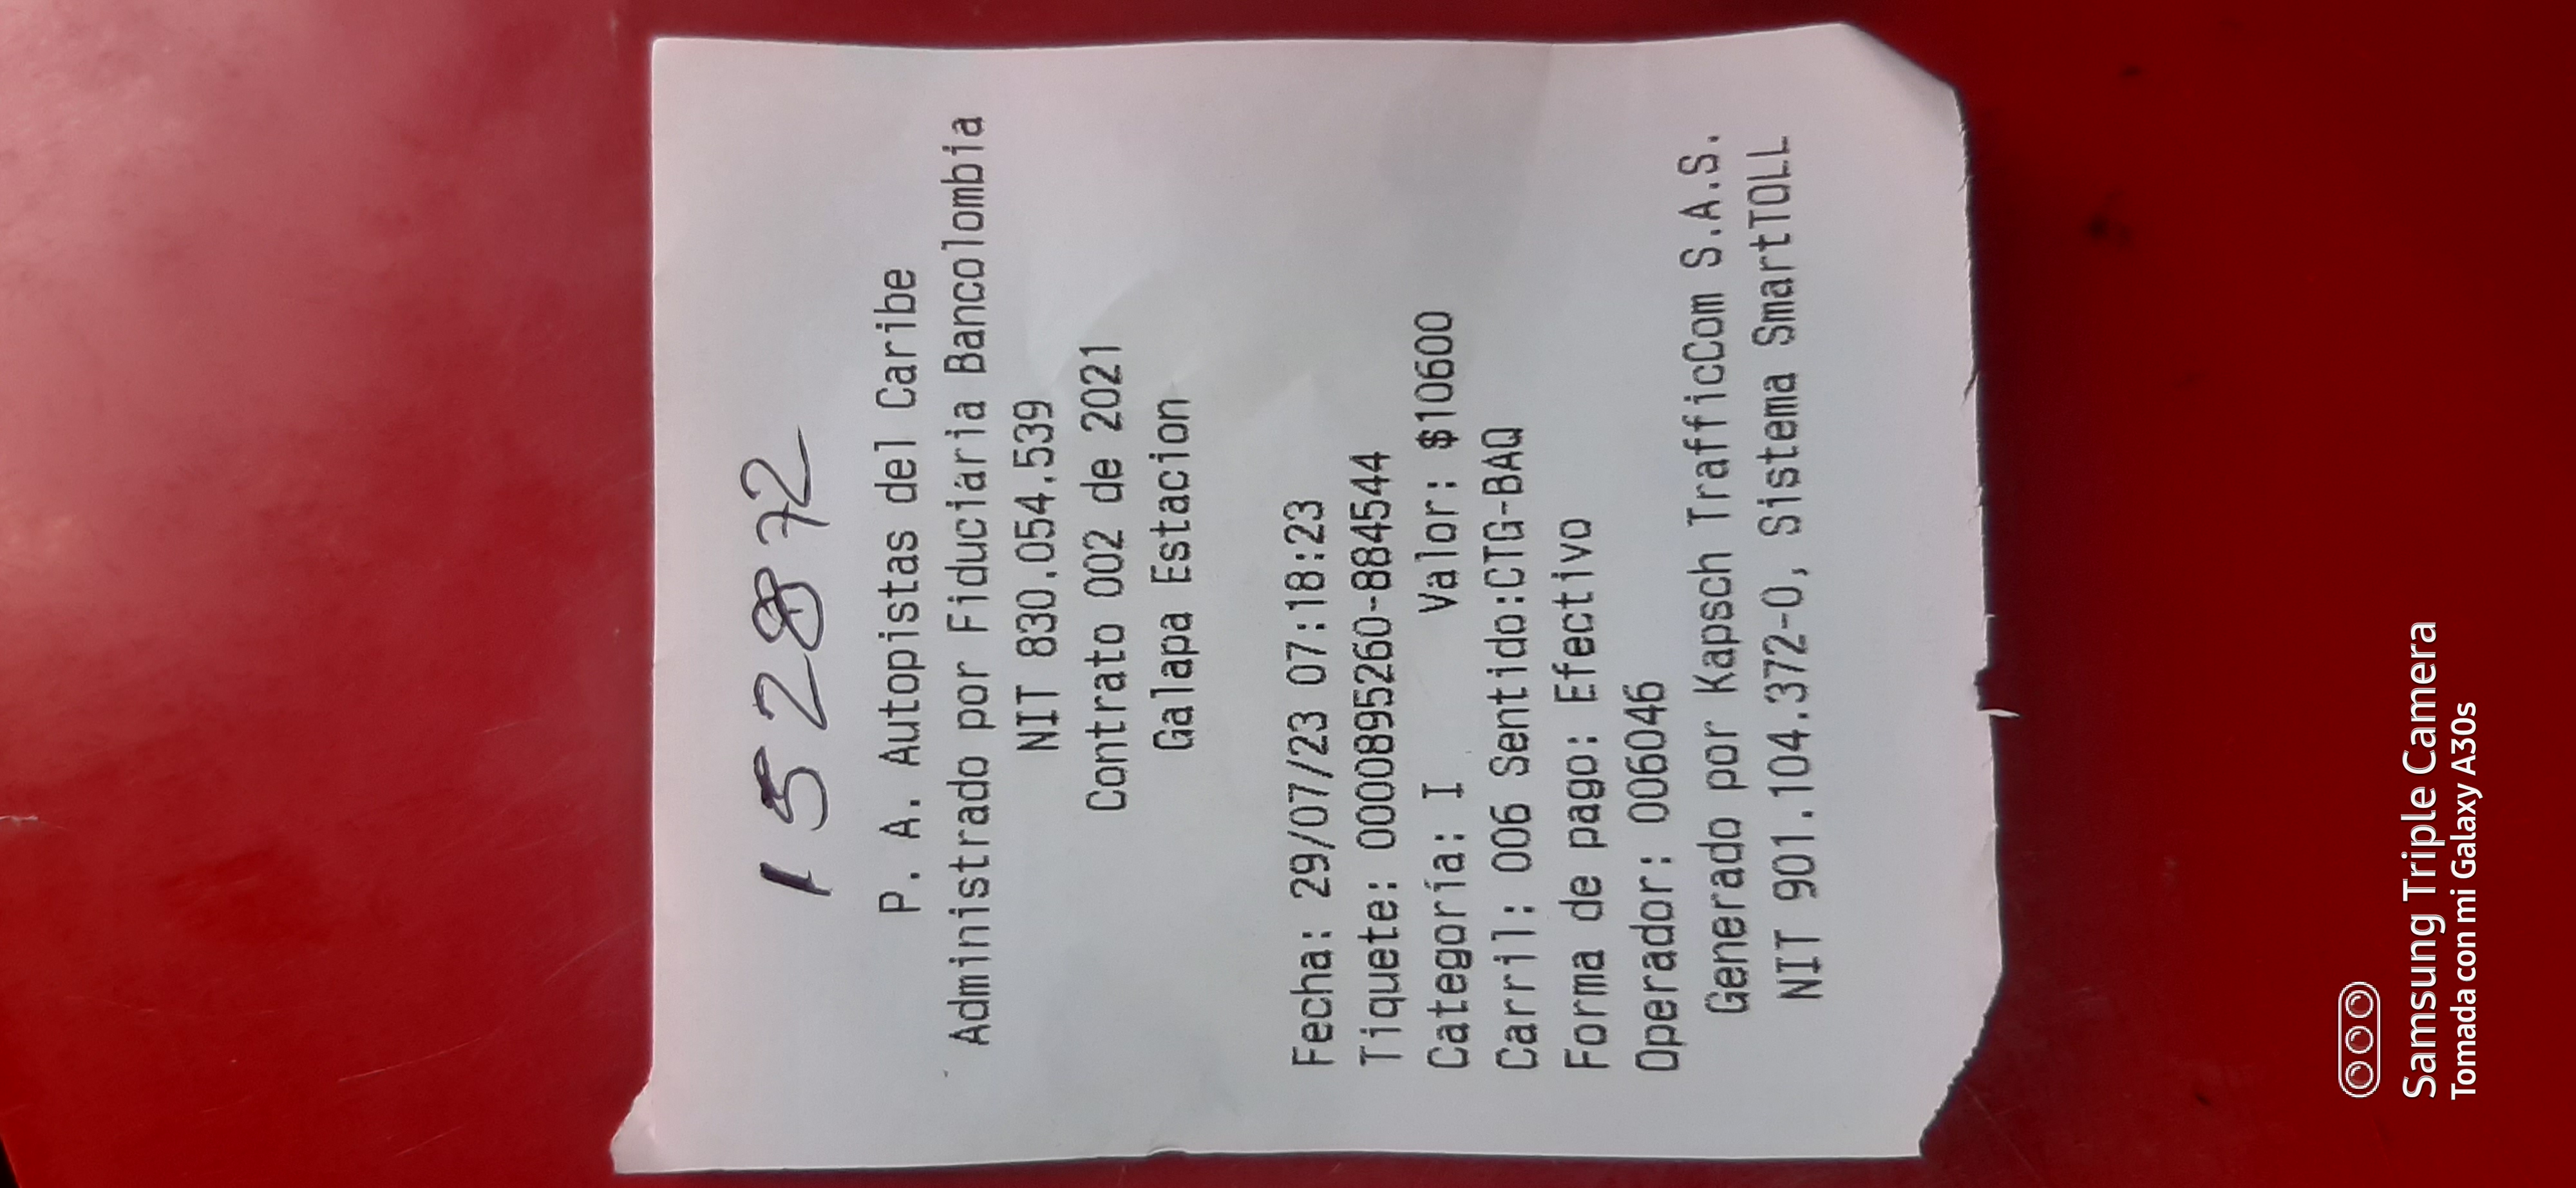 152872
P. A. Autopistas del Caribe
Administrado por Fiduciaria Bancolombia
NIT 830.054.539
Contrato 002 de 2021
Galapa Estacion
Fecha: 29/07/23 07:18:23
Tiquete: 0000895260-884544
Categoría: I Valor: $10600
Carril: 006 Sentido:CTG-BAQ
Forma de pago: Efectivo
Operador: 006046
Generado por Kapsch TrafficCom S.A.S.
NIT 901.104.372-0, Sistema SmartTOLL
Samsung Triple Camera
Tomada con mi Galaxy A30s